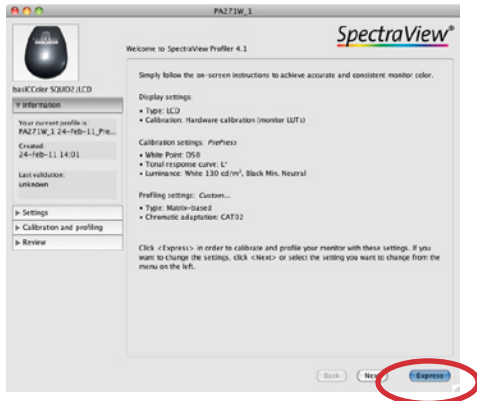 PA271W_1
SpectraView®
Welcome to SpectraView Profiler 4.1
basICColor SQUID2 /LCD
▼ Information
Your current profile is:
PA271W_1 24-feb-11_Pre...
Created:
24-feb-11 14:01
Last validation:
unknown
▶ Settings
▶ Calibration and profiling
▶ Review
Simply follow the on-screen instructions to achieve accurate and consistent monitor color.
Display settings:
• Type: LCD
• Calibration: Hardware calibration (monitor LUTs)
Calibration settings: PrePress
• White Point: D50
• Tonal response curve: L*
• Luminance: White 130 cd/m², Black Min. Neutral
Profiling settings: Custom...
• Type: Matrix-based
• Chromatic adaptation: CAT02
Click <Express> in order to calibrate and profile your monitor with these settings. If you
want to change the settings, click <Next> or select the setting you want to change from the
menu on the left.
Back
Express